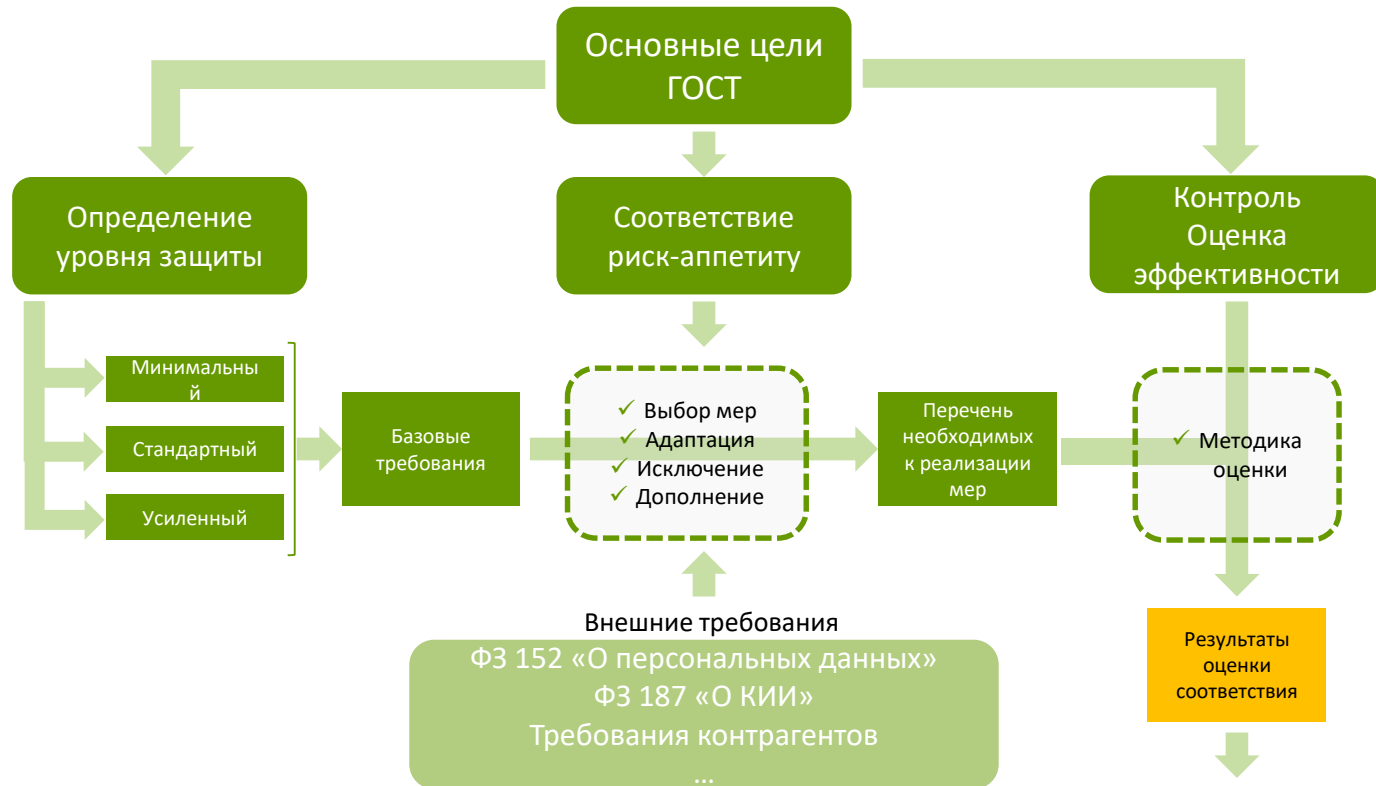 Основные цели
ГОСТ
Определение
уровня защиты
Соответствие
риск-аппетиту
Контроль
Оценка
эффективности
Минимальны
й
Стандартный
Усиленный
Базовые
требования
✓ Выбор мер
✓ Адаптация
✓ Исключение
✓ Дополнение
Перечень
необходимых
к реализации
мер
✓ Методика
оценки
Внешние требования
ФЗ 152 «О персональных данных»
ФЗ 187 «О КИИ»
Требования контрагентов
...
Результаты
оценки
соответствия